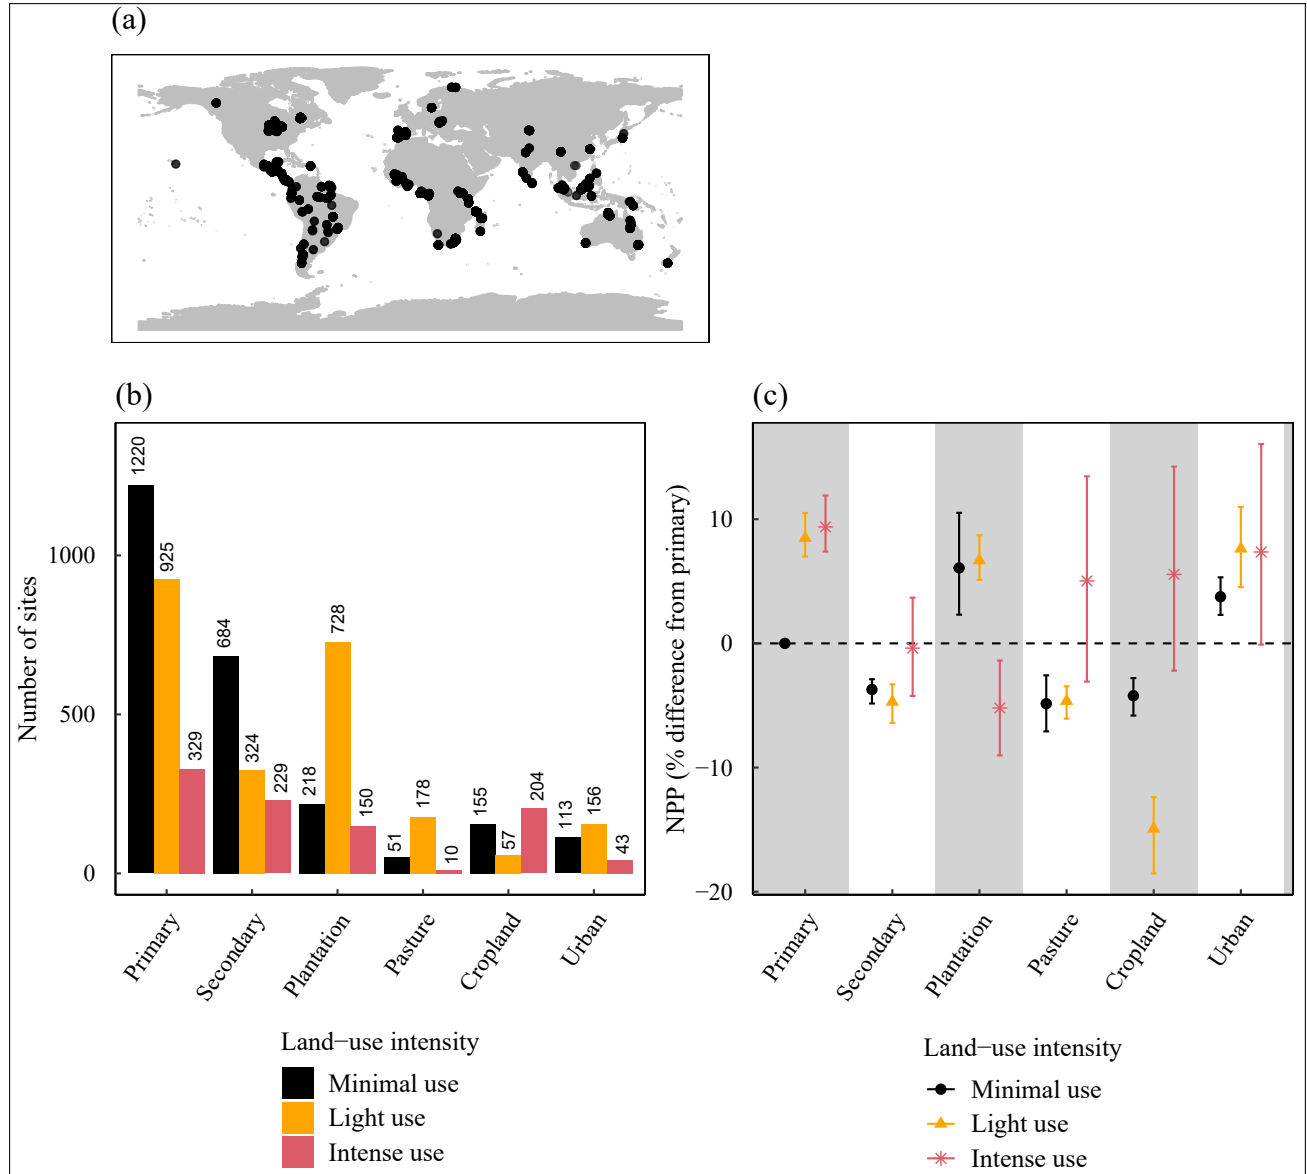 (a)
(b)
Number of sites
1000
500
0
1220
925
329
684
324
229
218
728
150
51
178
10
155
57
204
113
156
43
Primary
Secondary
Plantation
Pasture
Cropland
Urban
Land−use intensity
Minimal use
Light use
Intense use
(c)
NPP (% difference from primary)
10
0
−10
−20
Primary
Secondary
Plantation
Pasture
Cropland
Urban
Land−use intensity
Minimal use
Light use
Intense use